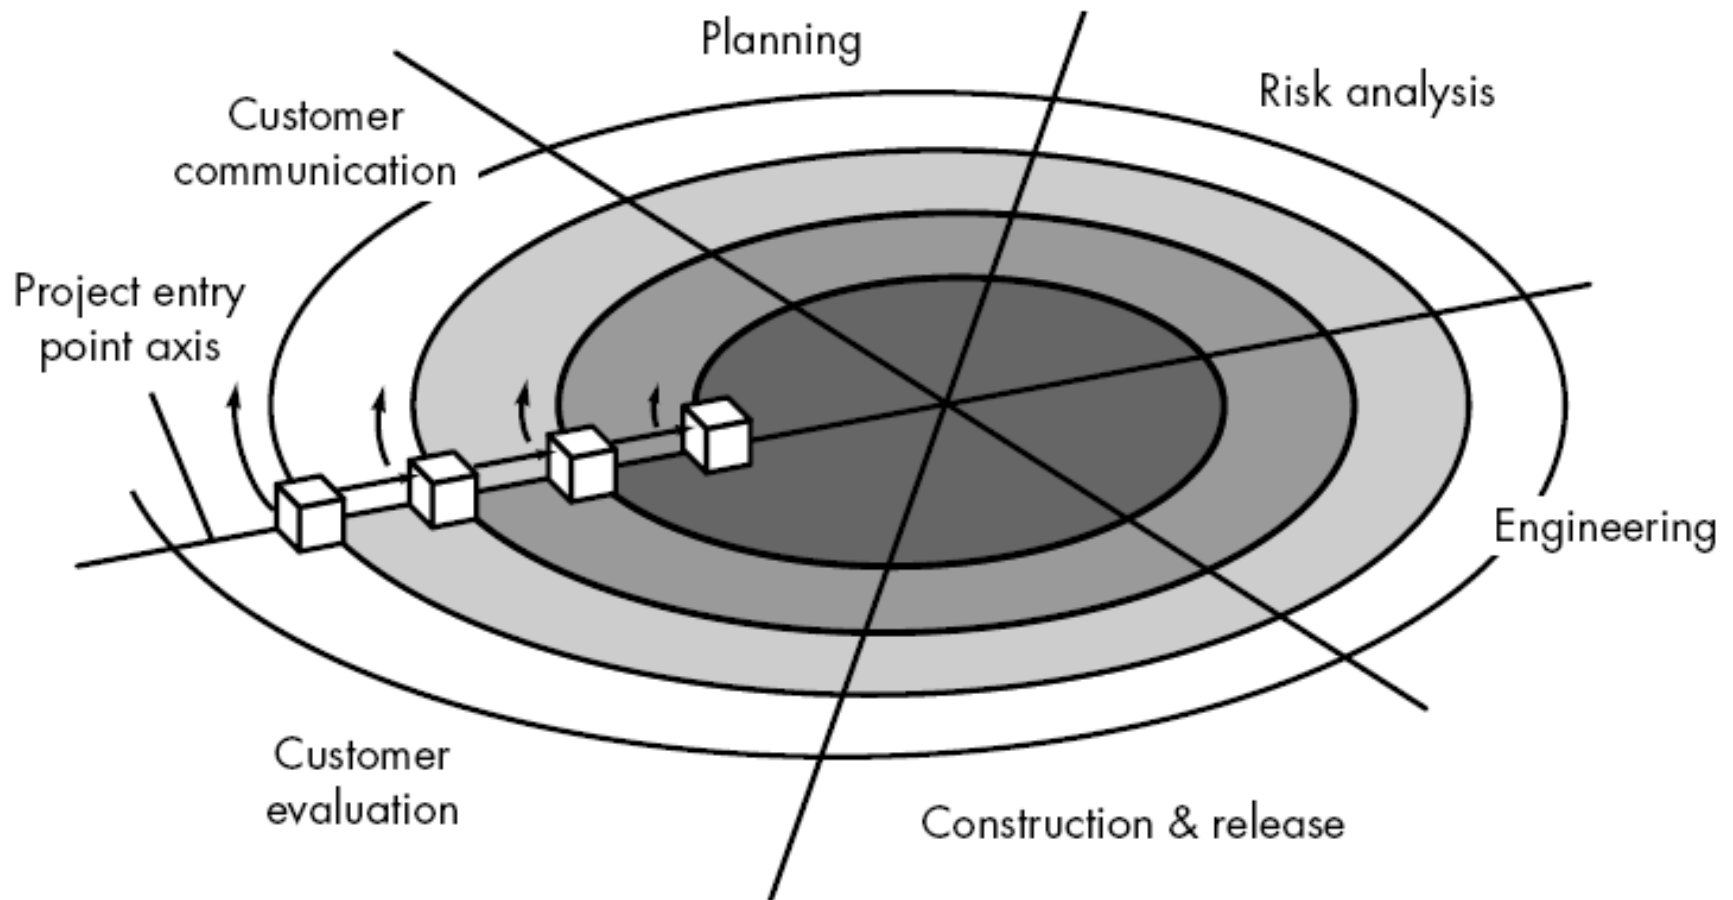 Planning
Risk analysis
Customer
communication
Project entry
point axis
Engineering
Customer
evaluation
Construction & release